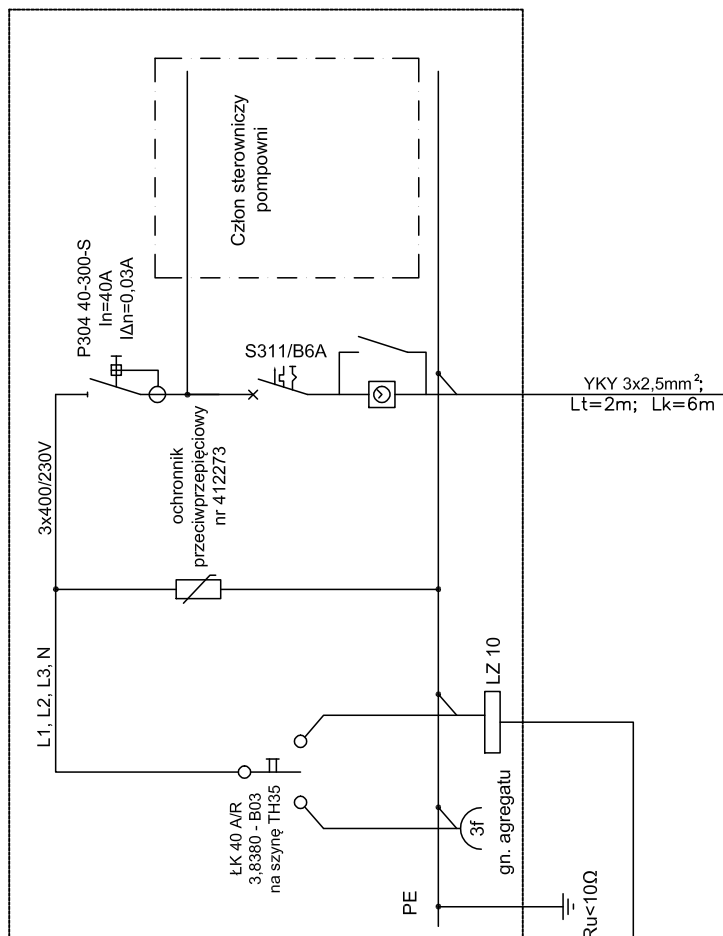 Człon sterowniczy
pompowni
P304 40-300-S
In=40A
IΔn=0,03A
S311/B6A
YKY 3x2,5mm²;
Lt=2m; Lk=6m
3x400/230V
ochronnik
przeciwprzepięciowy
nr 412273
L1, L2, L3, N
LZ 10
ŁK 40 A/R
3,8380 - B03
na szynę TH35
3f
gn. agregatu
PE
Ru<10Ω